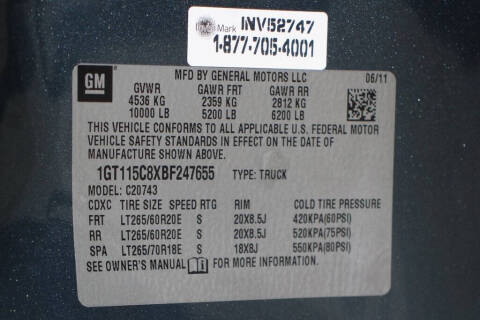 Mark INV52747
1-877-705-4001
GM
MFD BY GENERAL MOTORS LLC 06/11
GVWR GAWR FRT GAWR RR
4536 KG 2359 KG 2812 KG
10000 LB 5200 LB 6200 LB
THIS VEHICLE CONFORMS TO ALL APPLICABLE U.S. FEDERAL MOTOR
VEHICLE SAFETY STANDARDS IN EFFECT ON THE DATE OF
MANUFACTURE SHOWN ABOVE.
1GT115C8XBF247655 TYPE: TRUCK
MODEL: C20743
CDXC TIRE SIZE SPEED RTG RIM COLD TIRE PRESSURE
FRT LT265/60R20E S 20X8.5J 420KPA(60PSI)
RR LT265/60R20E S 20X8.5J 520KPA(75PSI)
SPA LT265/70R18E S 18X8J 550KPA(80PSI)
SEE OWNER'S MANUAL FOR MORE INFORMATION.